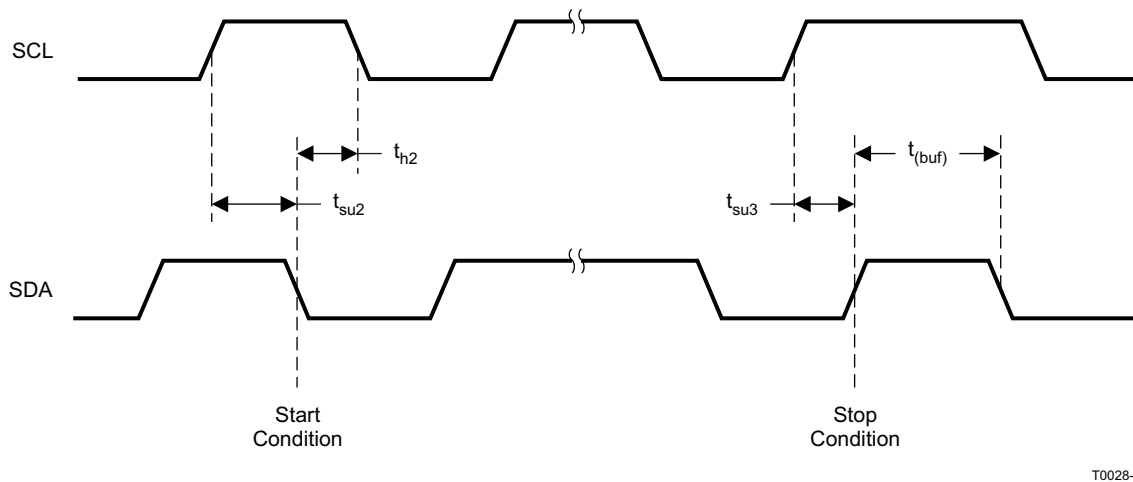 SCL
t_h2
t_(buf)
t_su2
t_su3
SDA
Start
Condition
Stop
Condition
T0028-